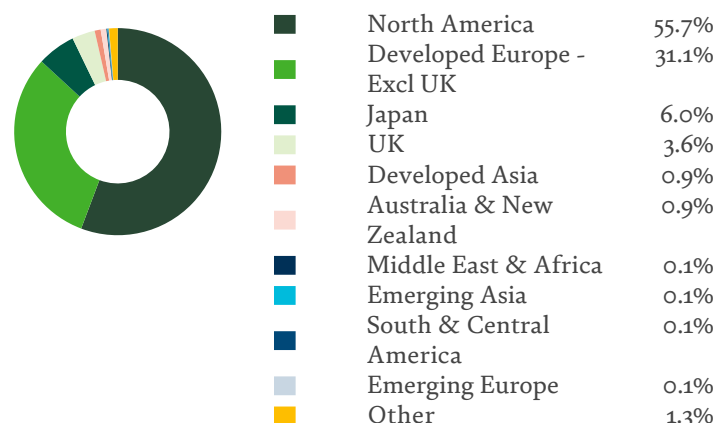 North America 55.7%
Developed Europe - 31.1%
Excl UK
Japan 6.0%
UK 3.6%
Developed Asia 0.9%
Australia & New 0.9%
Zealand
Middle East & Africa 0.1%
Emerging Asia 0.1%
South & Central 0.1%
America
Emerging Europe 0.1%
Other 1.3%